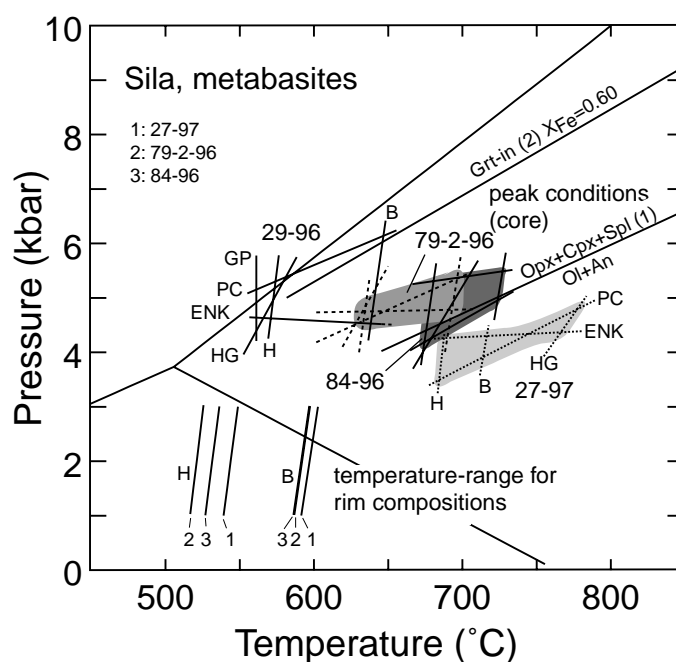 10
8
6
4
2
0
Pressure (kbar)
Sila, metabasites
1: 27-97
2: 79-2-96
3: 84-96
Grt-in (2) XFe=0.60
peak conditions
(core)
Opx+Cpx+Spl (1)
Ol+An
29-96
B
79-2-96
GP
PC
ENK
HG
H
84-96
PC
ENK
HG
27-97
H
B
H
B
temperature-range for
rim compositions
2 3 1
3 2 1
500 600 700 800
Temperature (˚C)